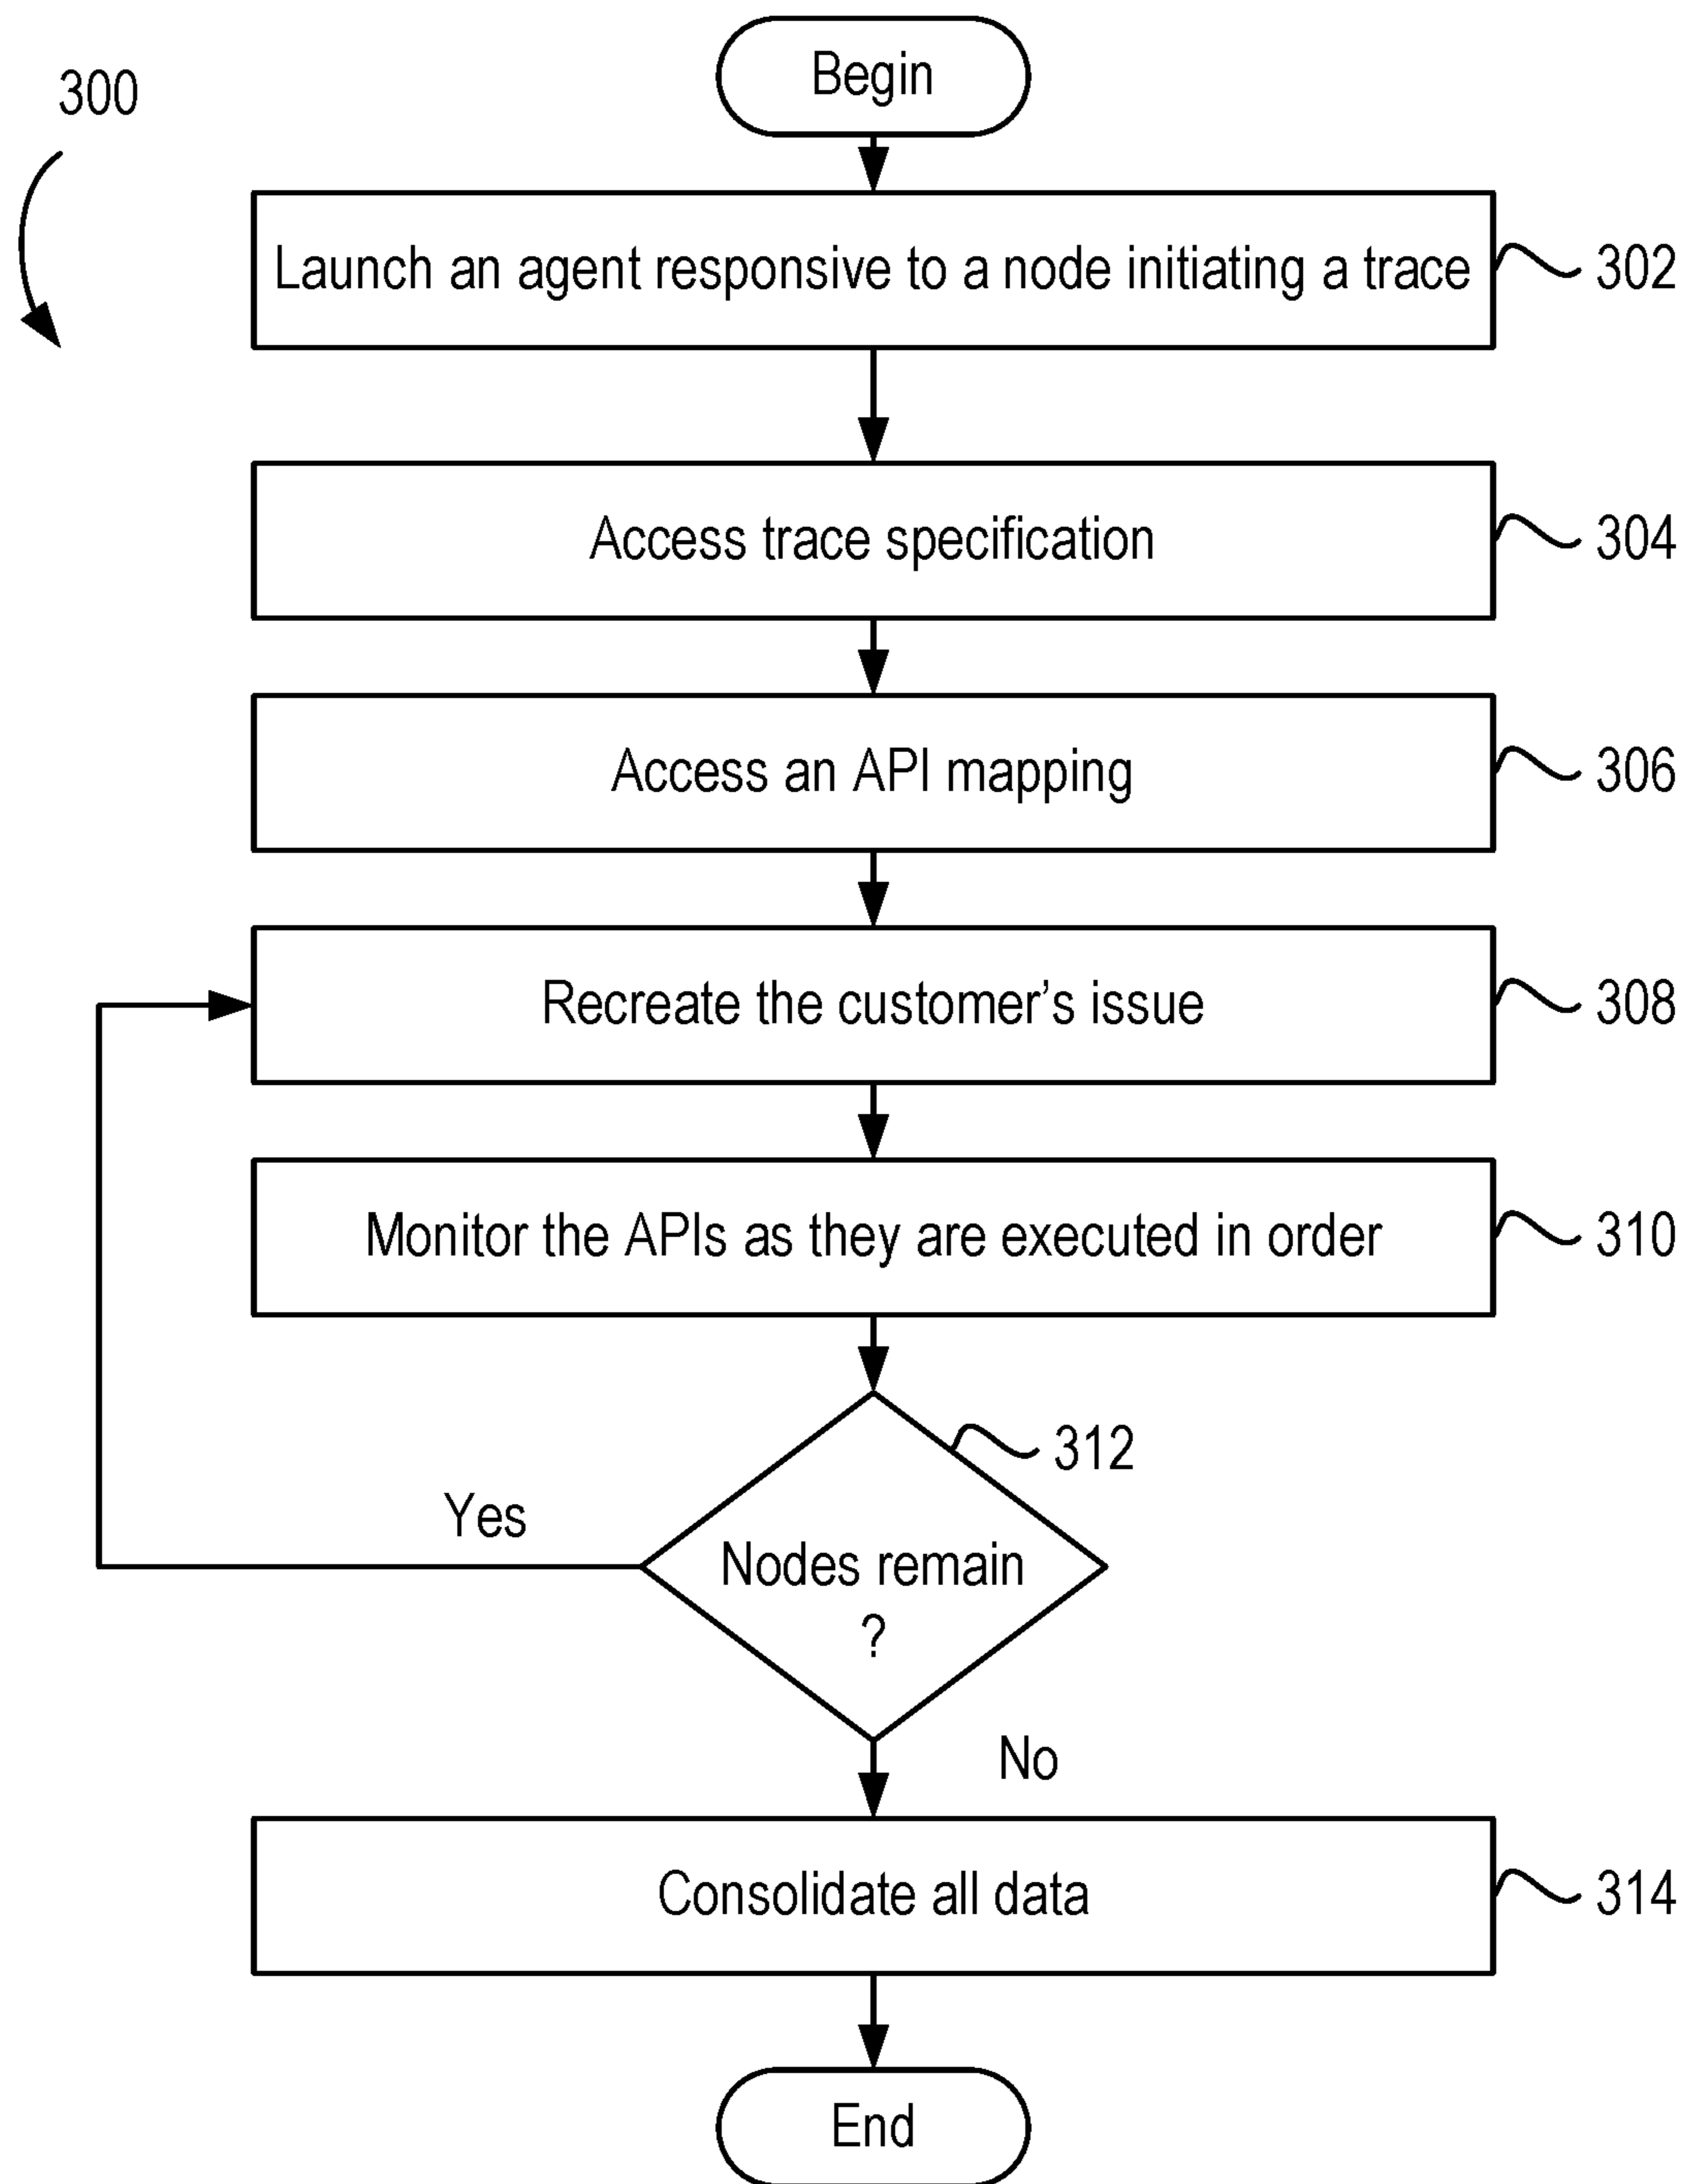 Begin
300
Launch an agent responsive to a node initiating a trace
302
Access trace specification
304
Access an API mapping
306
Recreate the customer’s issue
308
Monitor the APIs as they are executed in order
310
312
Yes
Nodes remain
?
No
Consolidate all data
314
End